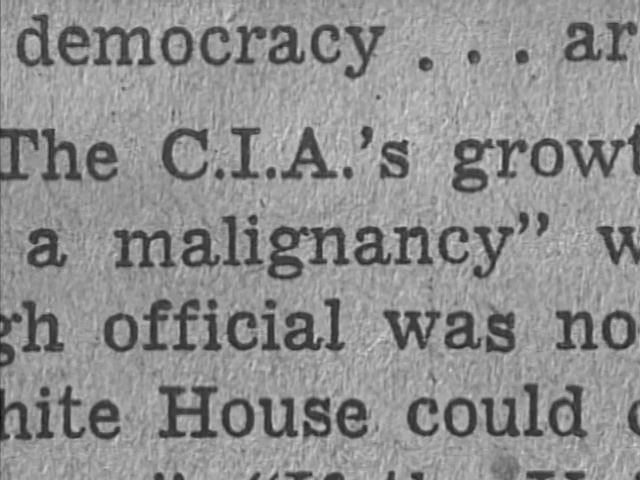 democracy . . . ar
The C.I.A.'s growt
a malignancy” w
gh official was no
hite House could